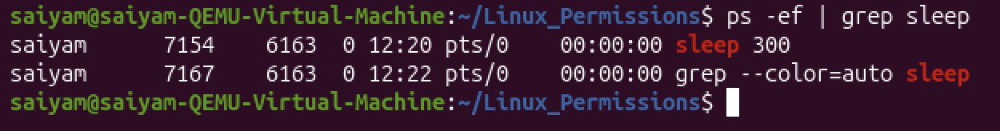 saiyam@saiyam-QEMU-Virtual-Machine:~/Linux_Permissions$ ps -ef | grep sleep
saiyam      7154    6163  0 12:20 pts/0    00:00:00 sleep 300
saiyam      7167    6163  0 12:22 pts/0    00:00:00 grep --color=auto sleep
saiyam@saiyam-QEMU-Virtual-Machine:~/Linux_Permissions$